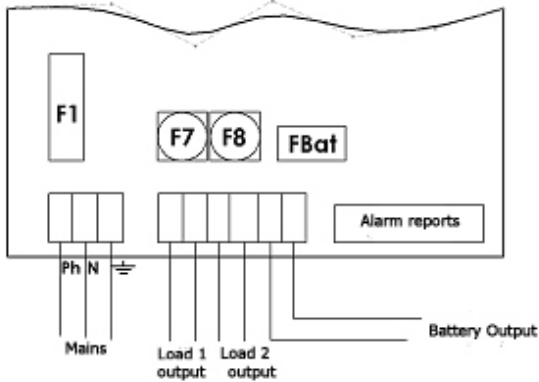 F1
F7
F8
FBat
Alarm reports
Ph N
Mains
Load 1
output
Load 2
output
Battery Output